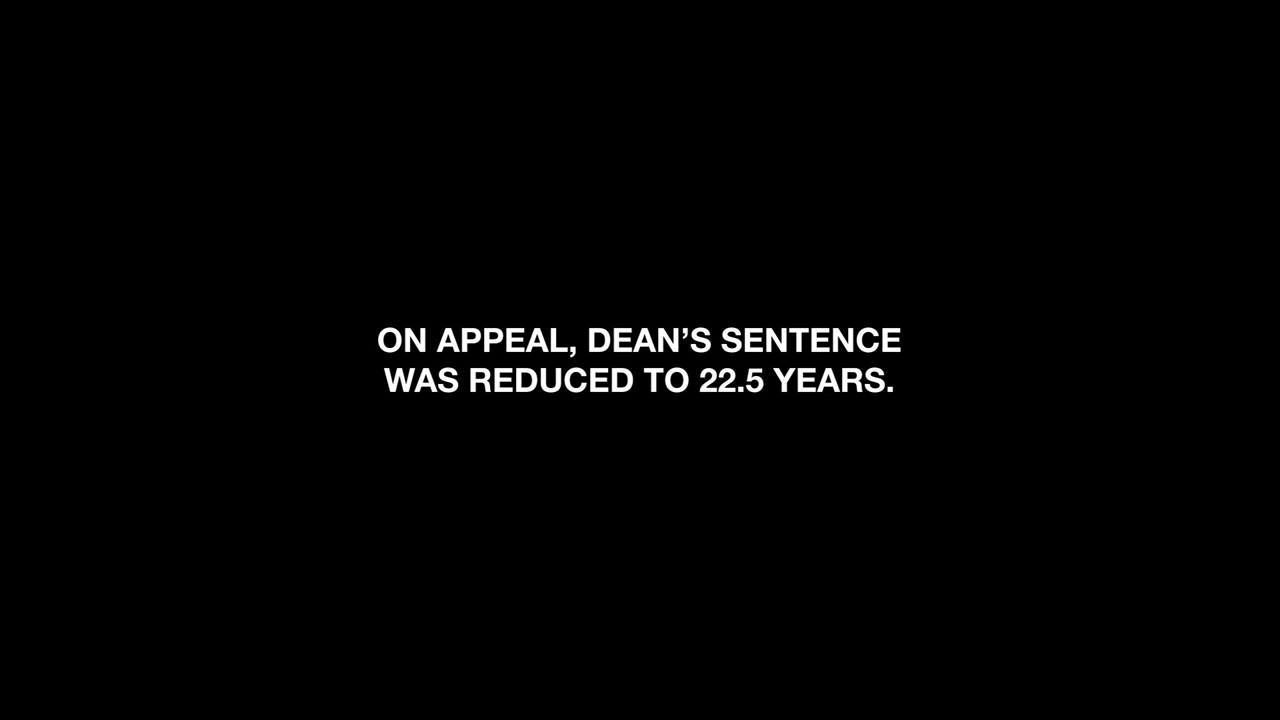 ON APPEAL, DEAN’S SENTENCE
WAS REDUCED TO 22.5 YEARS.